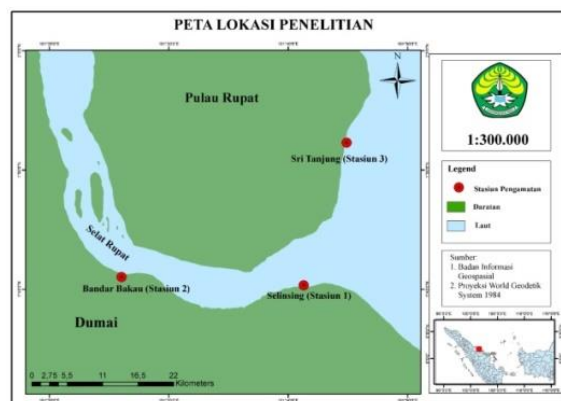 PETA LOKASI PENELITIAN
N
Pulau Rupat
Sri Tanjung (Stasiun 3)
Selat Rupat
Bandar Bakau (Stasiun 2)
Selinsing (Stasiun 1)
Dumai
0 2,75 5,5 11 16,5 22
Kilometers
1:300.000
Legend
Stasiun Pengamatan
Daratan
Laut
Sumber:
1. Badan Informasi
Geospasial
2. Proyeksi World Geodetik
System 1984